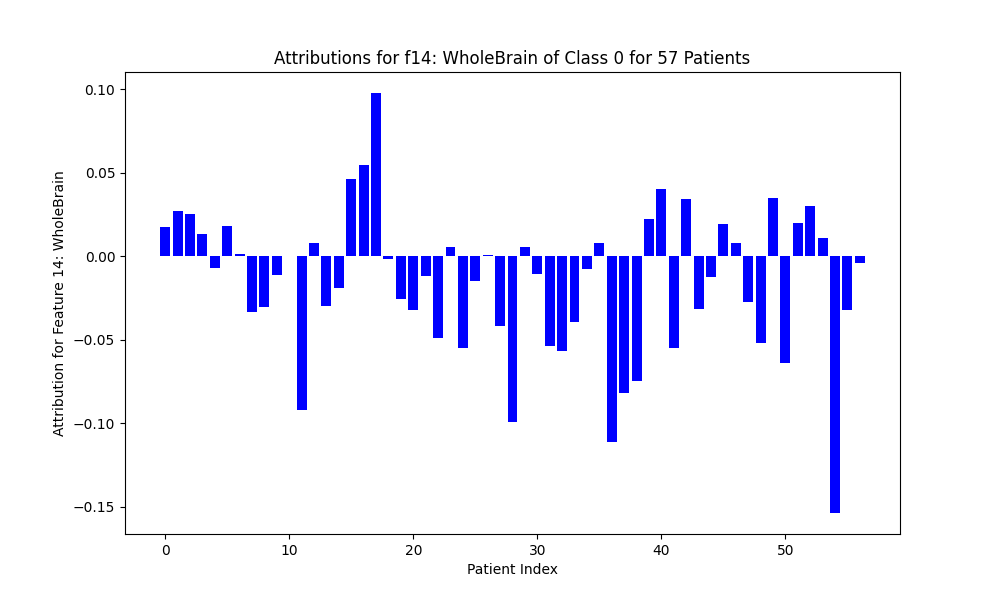 Attributions for f14: WholeBrain of Class 0 for 57 Patients
Attribution for Feature 14: WholeBrain
0.10
0.05
0.00
−0.05
−0.10
−0.15
0 10 20 30 40 50
Patient Index